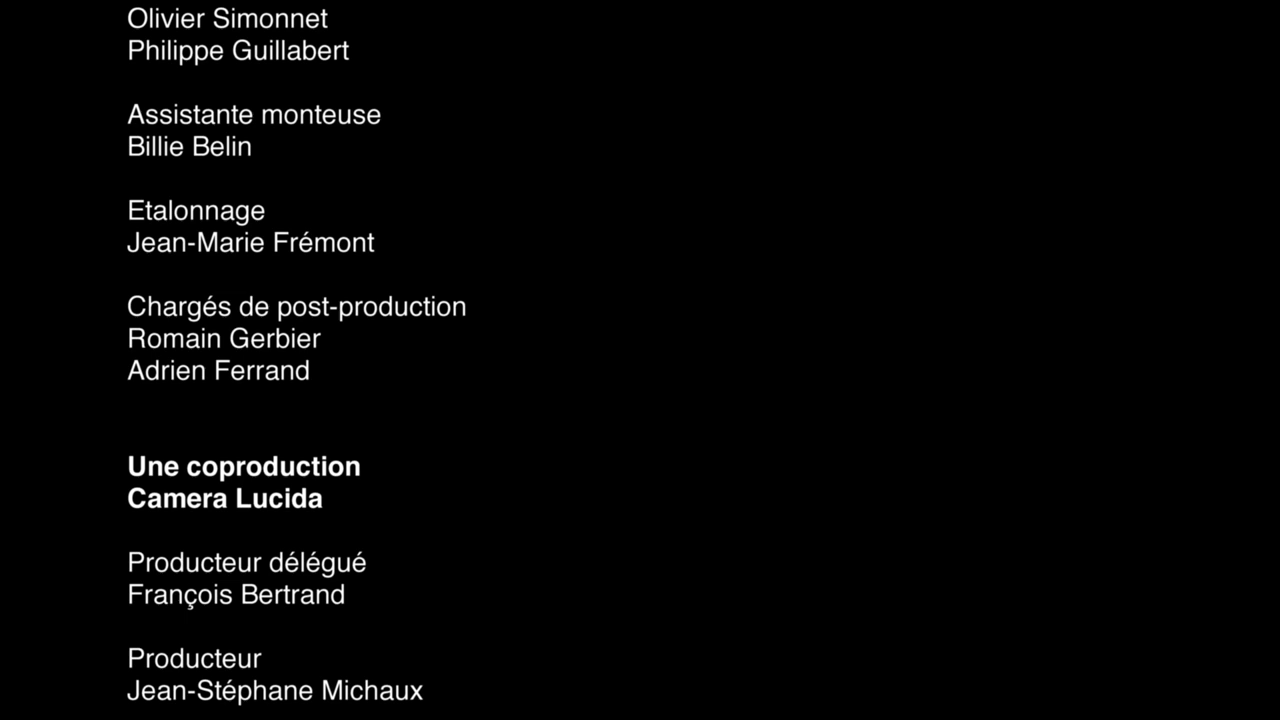 Olivier Simonnet
Philippe Guillabert
Assistante monteuse
Billie Belin
Etalonnage
Jean-Marie Frémont
Chargés de post-production
Romain Gerbier
Adrien Ferrand
Une coproduction
Camera Lucida
Producteur délégué
François Bertrand
Producteur
Jean-Stéphane Michaux